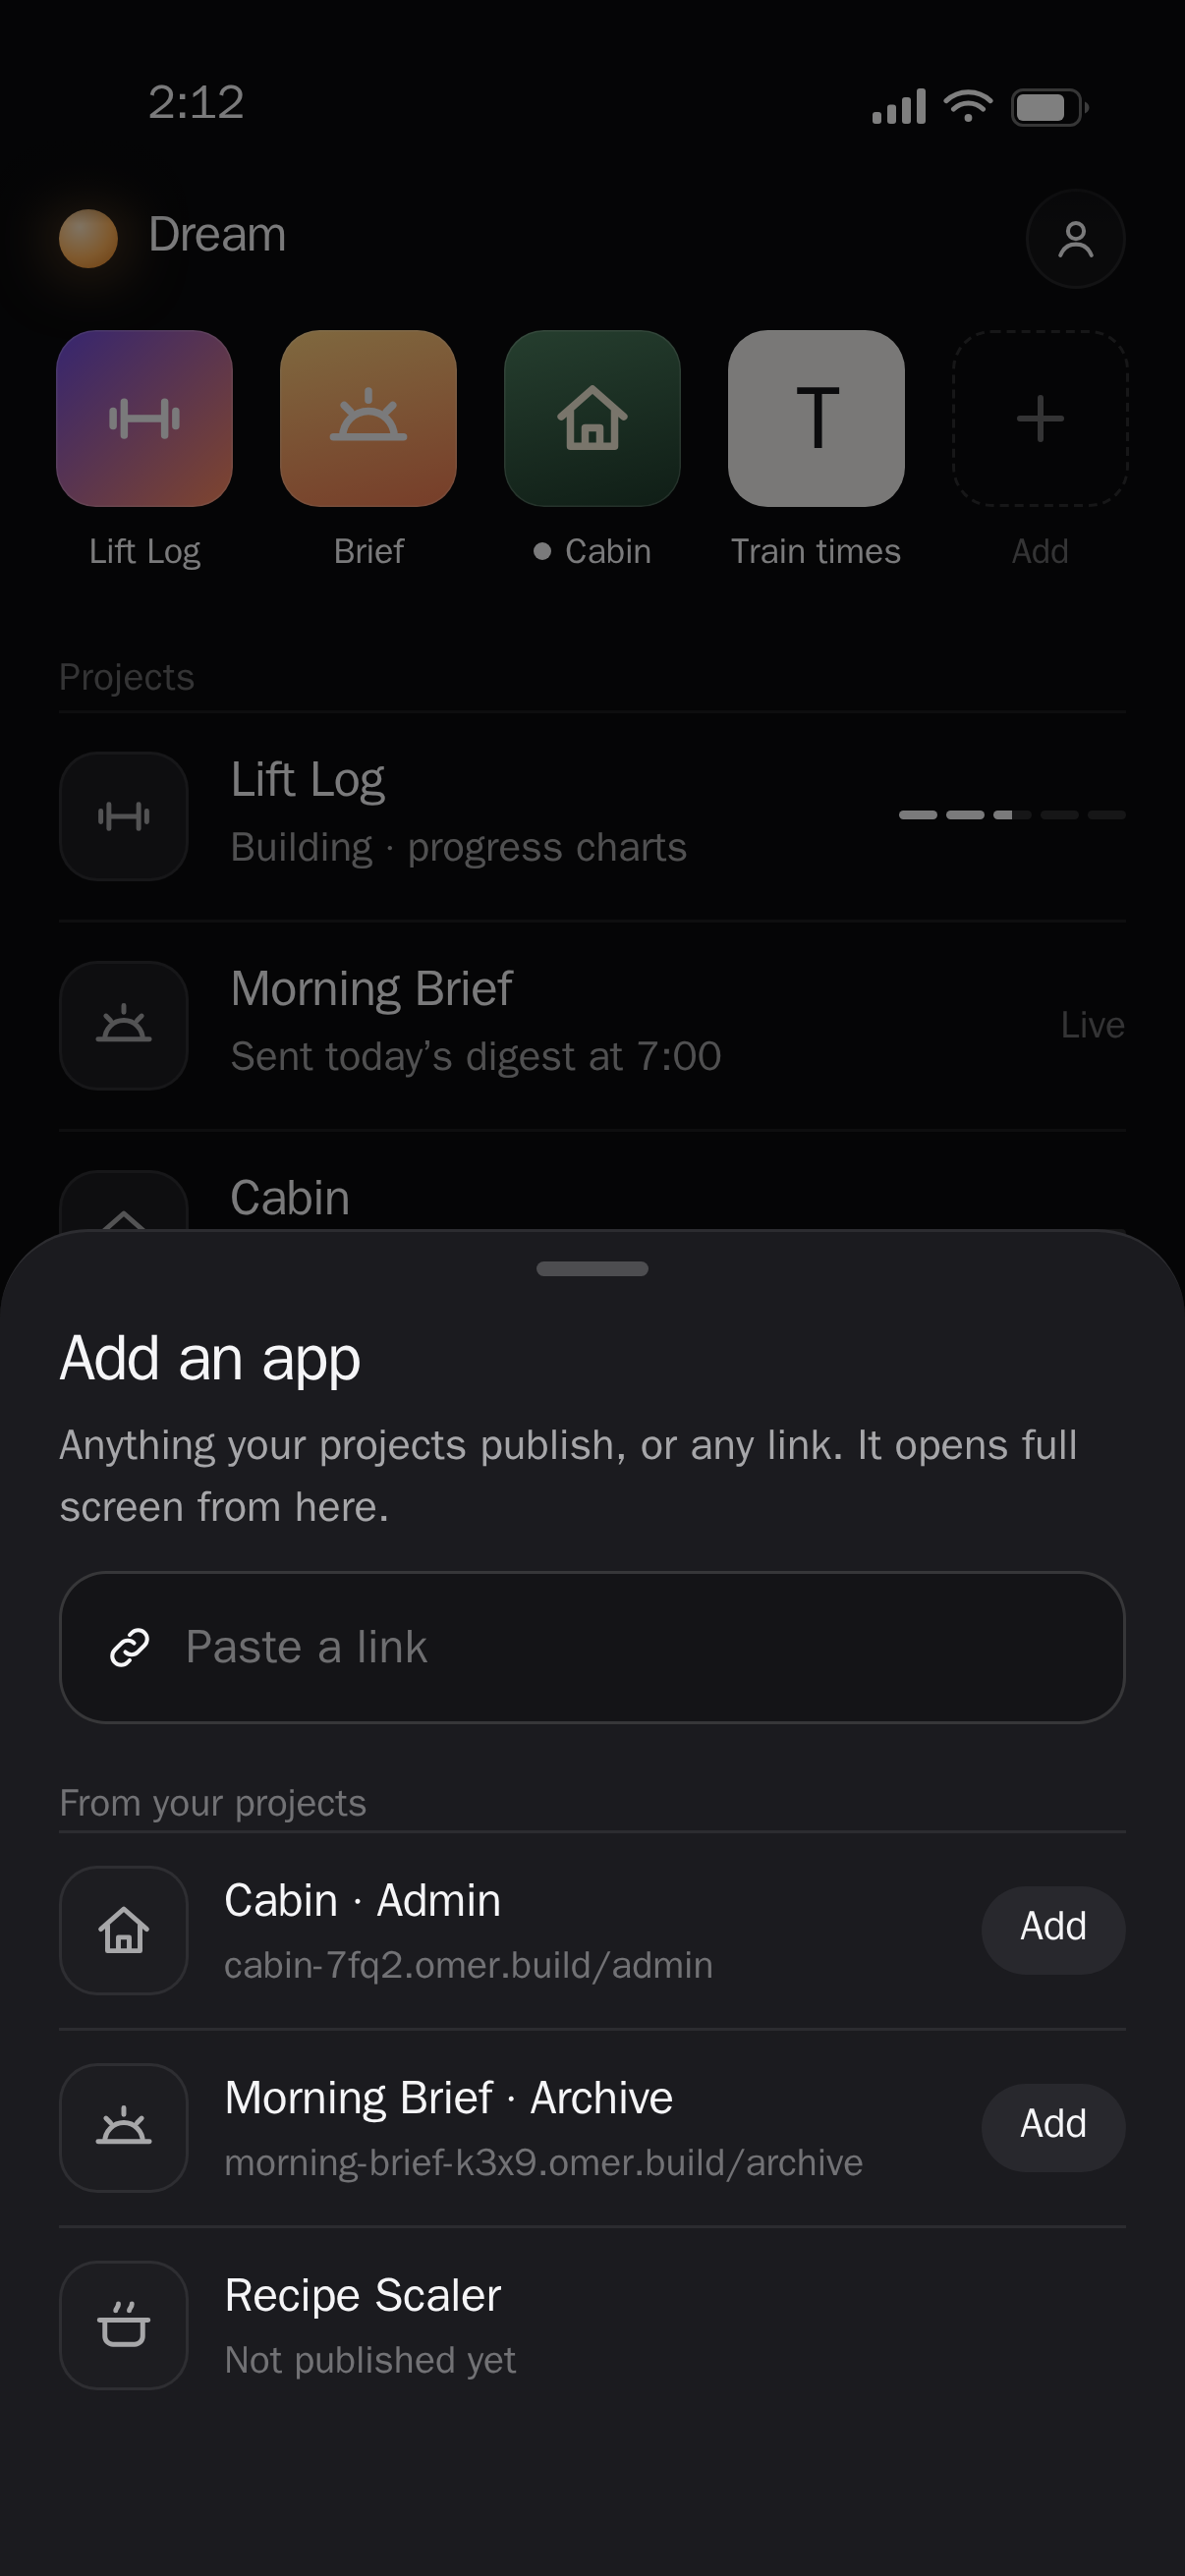 2:12
Dream
T
Lift Log
Brief
Cabin
Train times
Add
Projects
Lift Log
Building · progress charts
Morning Brief
Sent today’s digest at 7:00
Live
Cabin
Add an app
Anything your projects publish, or any link. It opens full
screen from here.
Paste a link
From your projects
Cabin · Admin
cabin-7fq2.omer.build/admin
Add
Morning Brief · Archive
morning-brief-k3x9.omer.build/archive
Add
Recipe Scaler
Not published yet